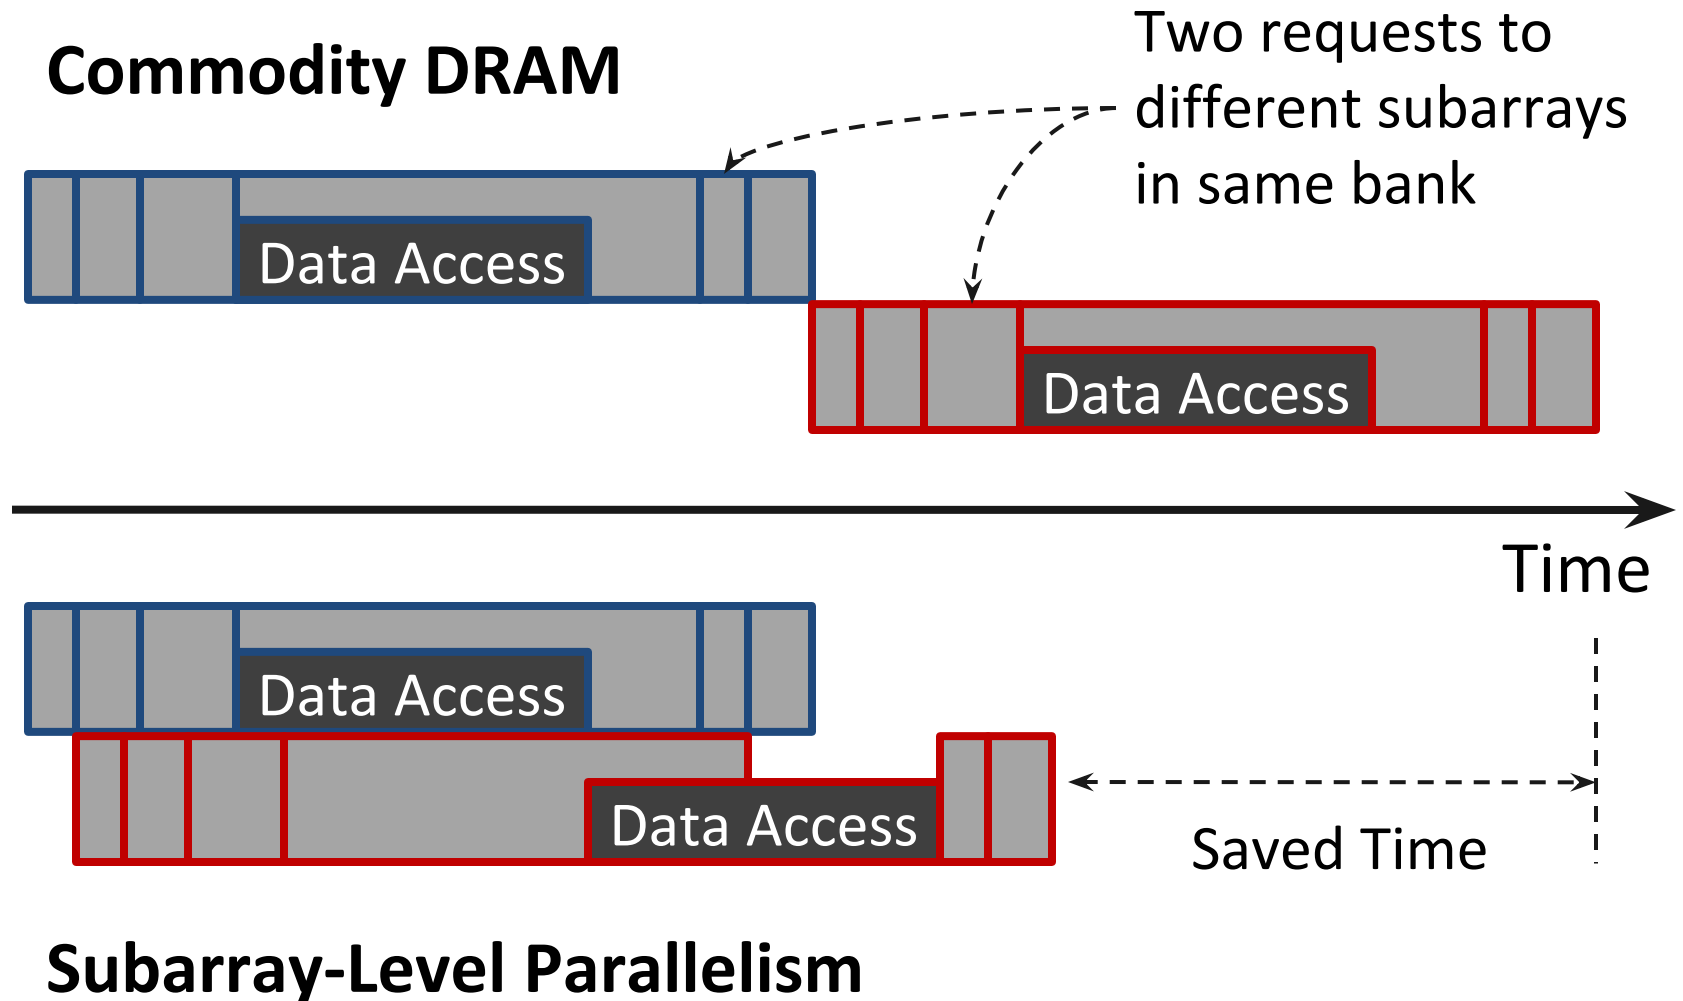 Commodity DRAM
Two requests to
different subarrays
in same bank
Data Access
Data Access
Time
Data Access
Data Access
Saved Time
Subarray-Level Parallelism